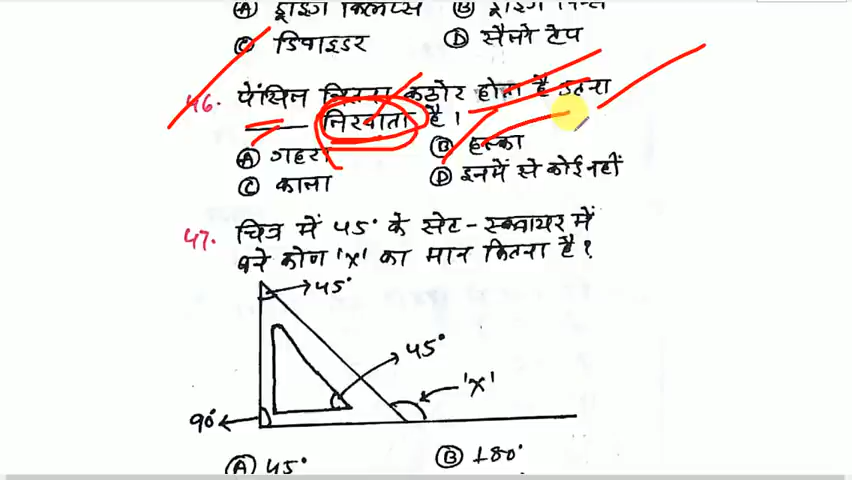 Ⓐ ड्राइंग क्लिप्स Ⓑ ड्राइंग
Ⓒ डिवाइडर Ⓓ सैलो टेप
46. पेंसिल जितना कठोर होता है उतना
_____ लिखाता है।
Ⓐ गहरा Ⓑ हल्का
Ⓒ काला Ⓓ इनमें से कोई नहीं
47. चित्र में 45° के सेट-स्क्वायर में
बने कोण 'X' का मान कितना है?
45°
45°
'X'
90°
Ⓐ 45° Ⓑ 180°